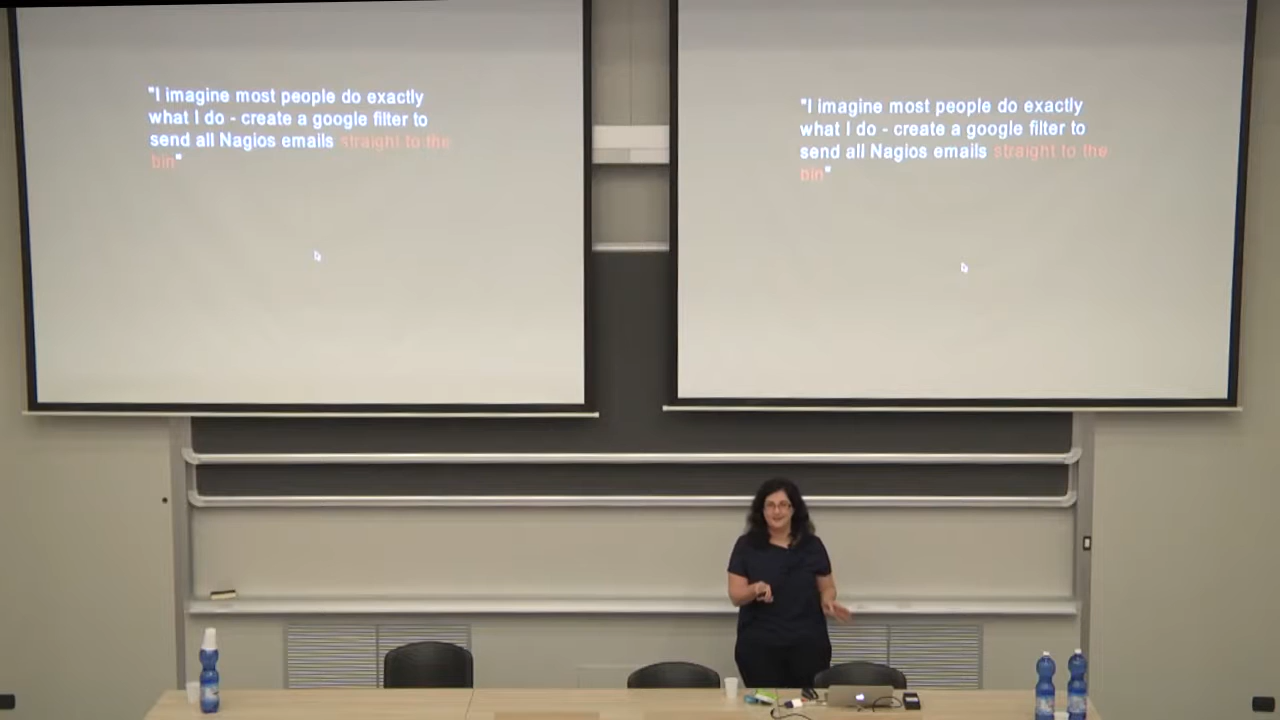 "I imagine most people do exactly
what I do - create a google filter to
send all Nagios emails straight to the
bin"
"I imagine most people do exactly
what I do - create a google filter to
send all Nagios emails straight to the
bin"